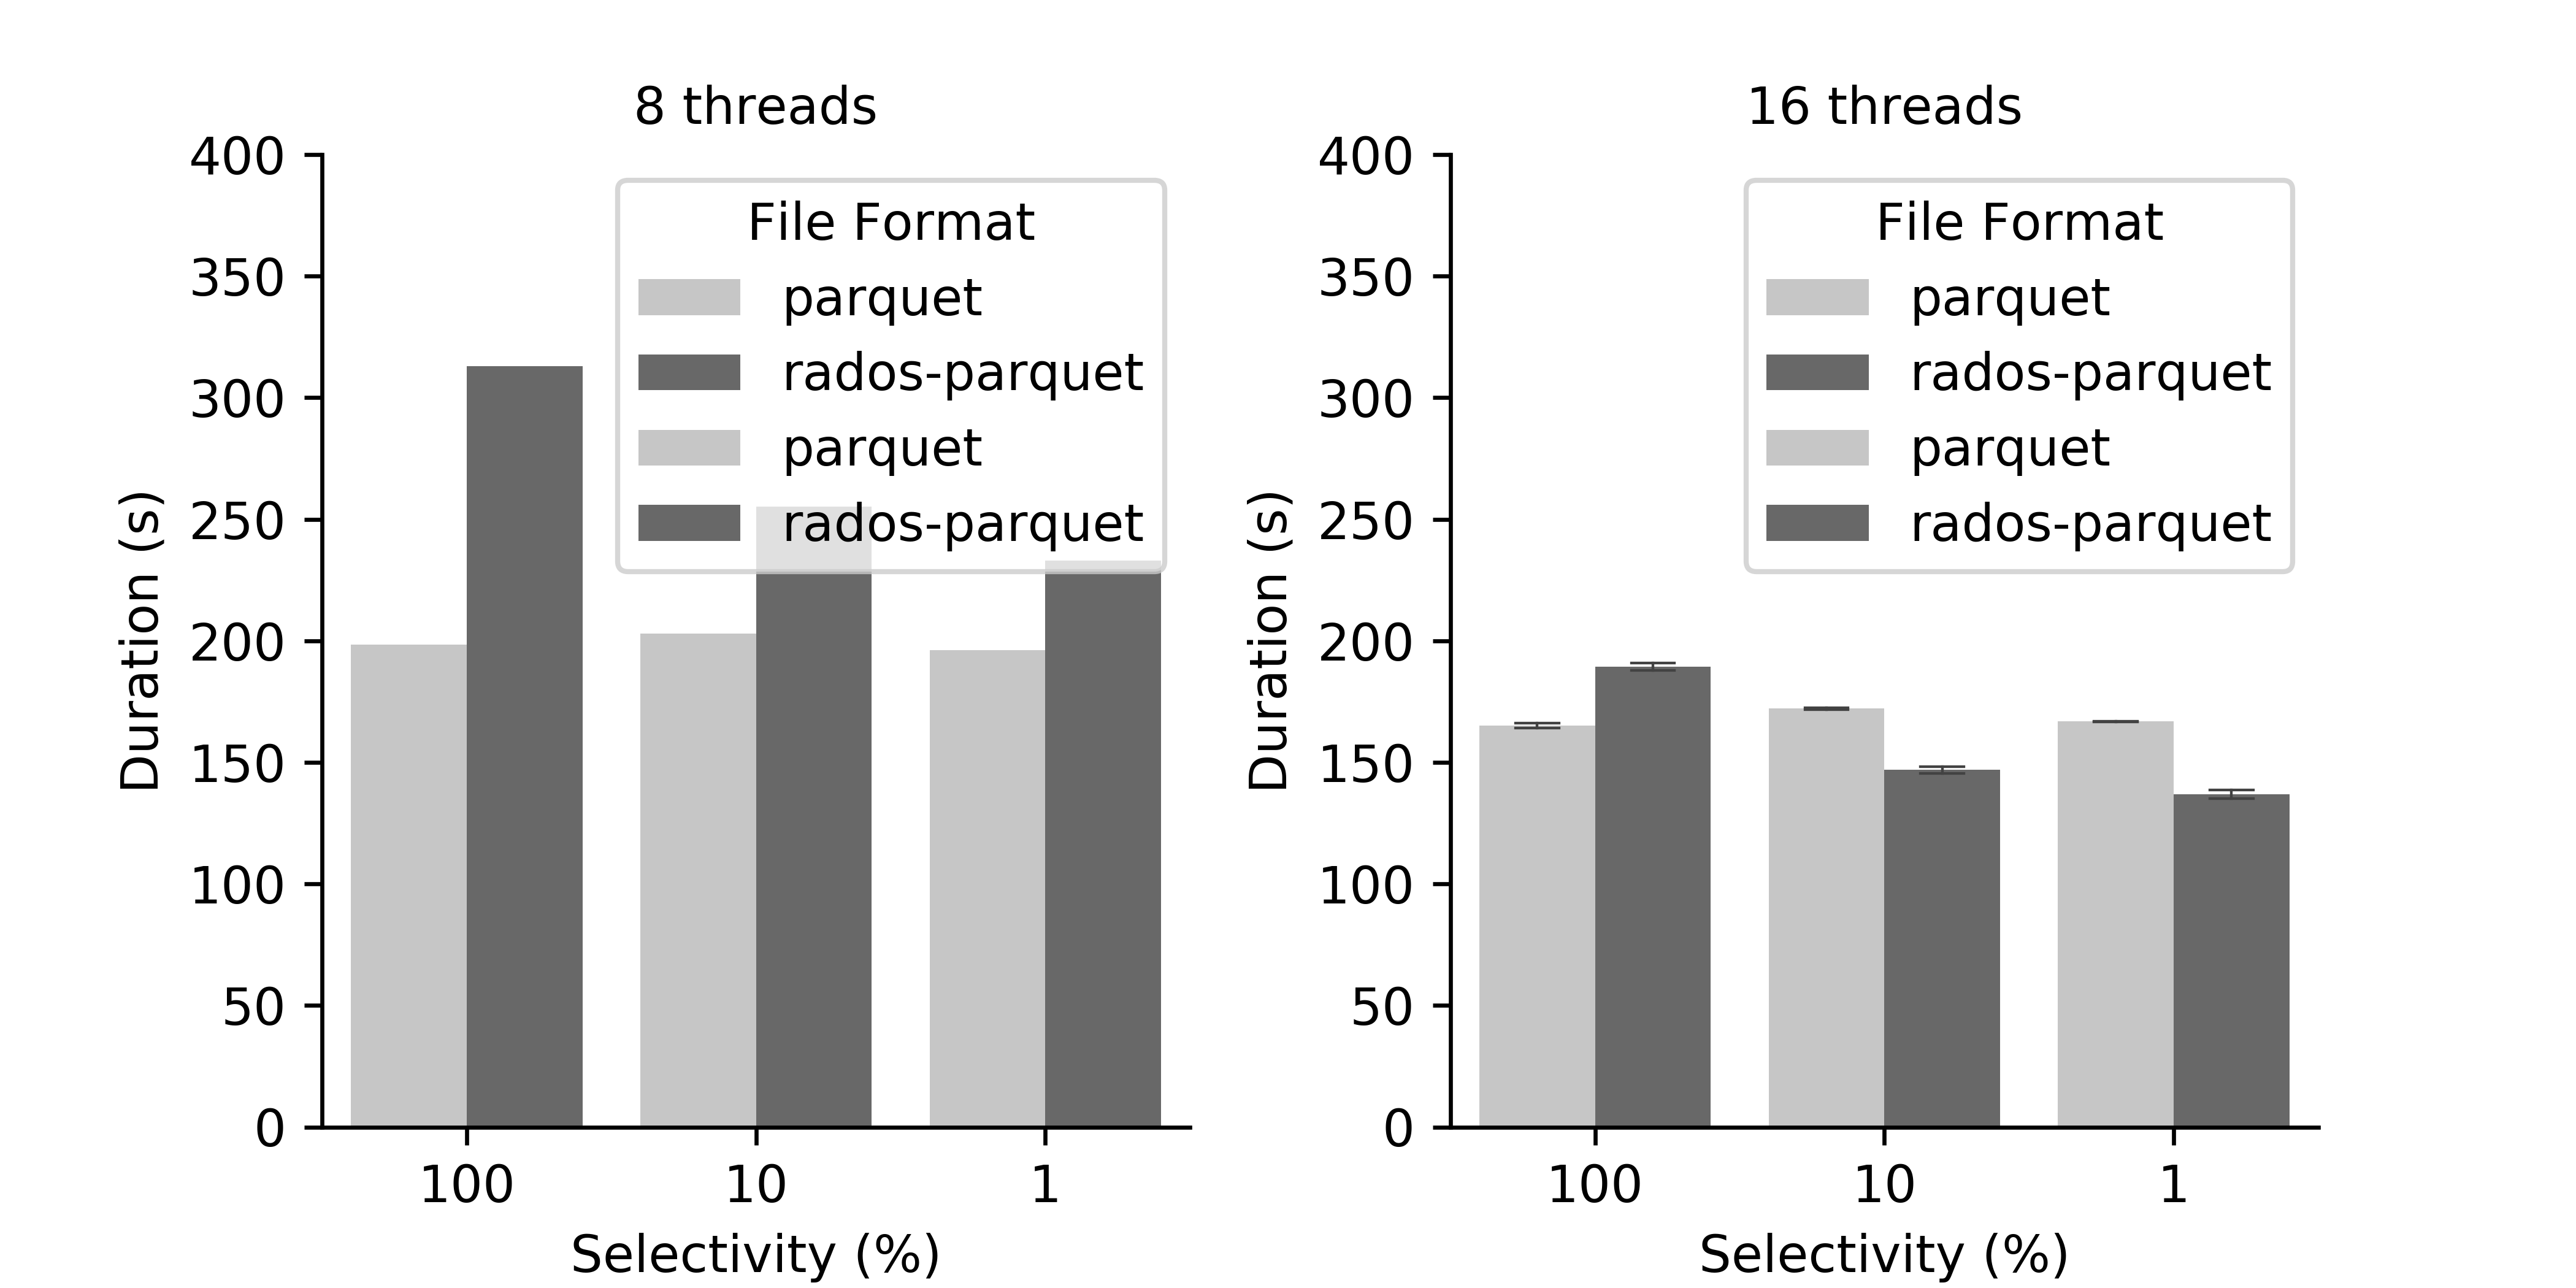 8 threads
400
350
300
250
200
150
100
50
0
Duration (s)
File Format
parquet
rados-parquet
parquet
rados-parquet
100 10 1
Selectivity (%)
16 threads
400
350
300
250
200
150
100
50
0
Duration (s)
File Format
parquet
rados-parquet
parquet
rados-parquet
100 10 1
Selectivity (%)